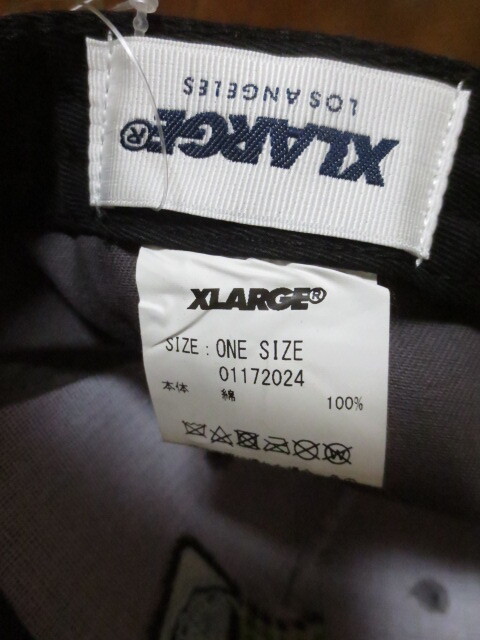 XLARGE®
LOS ANGELES
XLARGE®
SIZE : ONE SIZE
01172024
本体 綿 100%